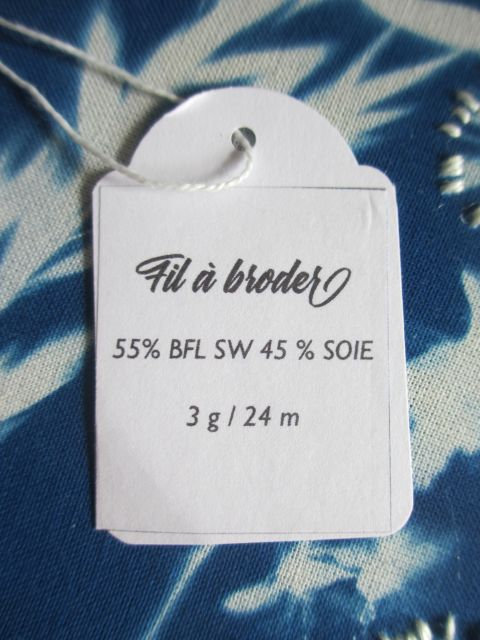 Fil à broder
55% BFL SW 45 % SOIE
3 g / 24 m